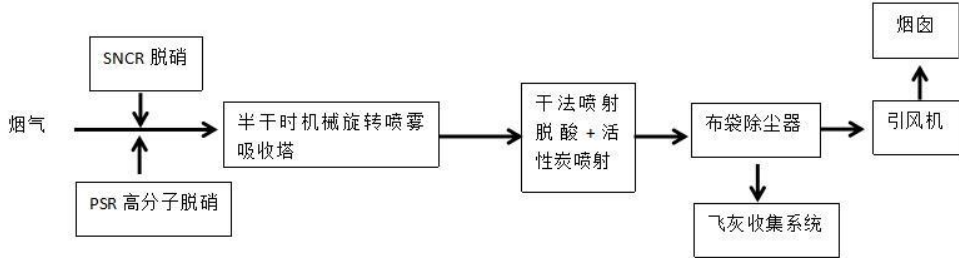 烟囱
SNCR 脱硝
烟气
半干时机械旋转喷雾
吸收塔
干法喷射
脱酸+活
性炭喷射
布袋除尘器
引风机
PSR 高分子脱硝
飞灰收集系统